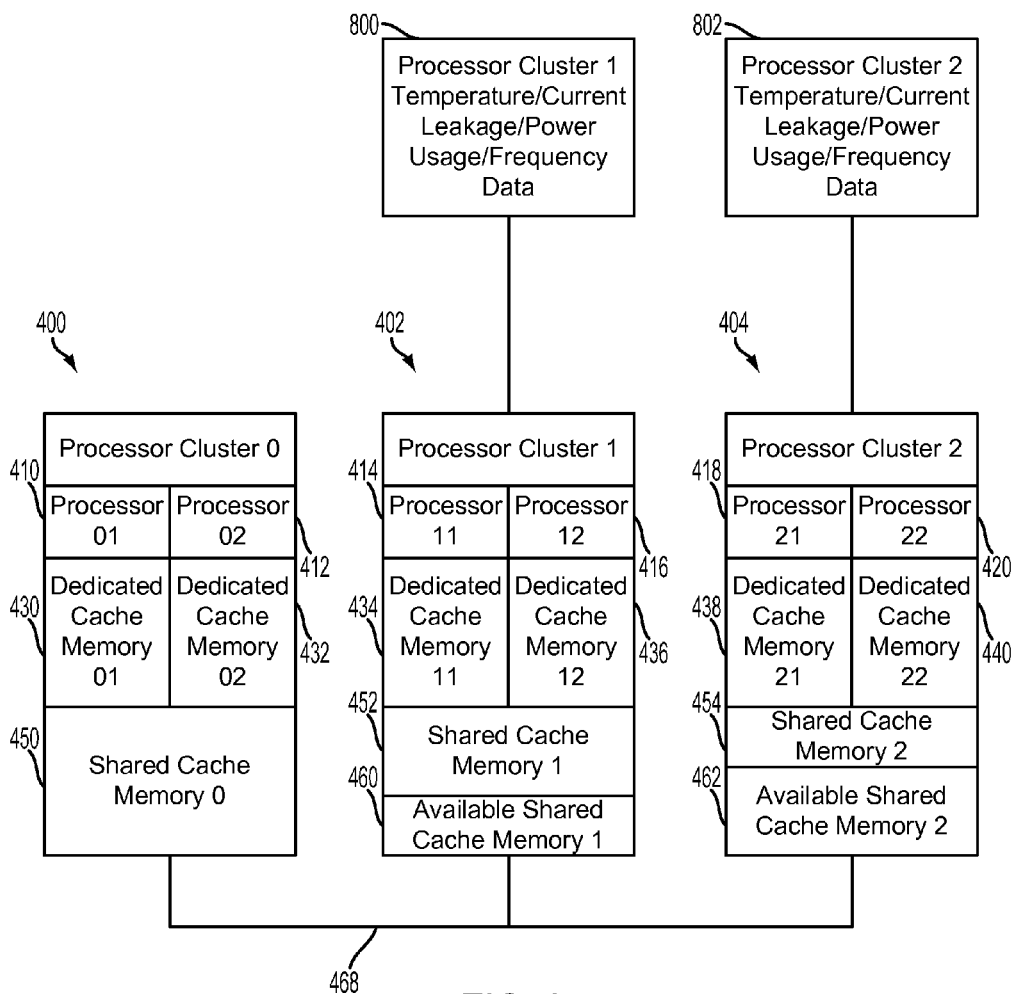 800
802
Processor Cluster 1
Temperature/Current
Leakage/Power
Usage/Frequency
Data
Processor Cluster 2
Temperature/Current
Leakage/Power
Usage/Frequency
Data
400
402
404
Processor Cluster 0
Processor Cluster 1
Processor Cluster 2
410
414
418
Processor
01
Processor
02
Processor
11
Processor
12
Processor
21
Processor
22
412
416
420
430
434
438
Dedicated
Cache
Memory
01
Dedicated
Cache
Memory
02
Dedicated
Cache
Memory
11
Dedicated
Cache
Memory
12
Dedicated
Cache
Memory
21
Dedicated
Cache
Memory
22
432
436
440
450
452
454
Shared Cache
Memory 0
Shared Cache
Memory 1
Shared Cache
Memory 2
460
462
Available Shared
Cache Memory 1
Available Shared
Cache Memory 2
468